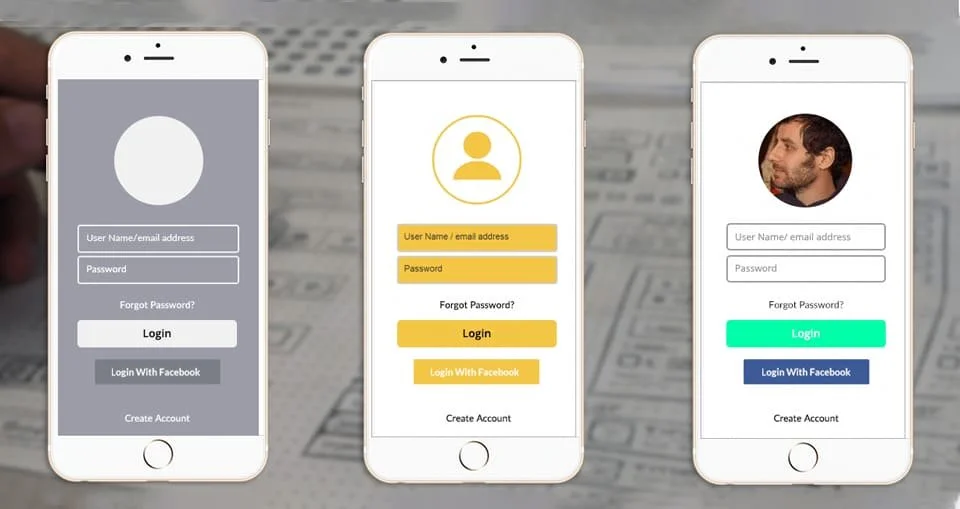 User Name/email address
Password
Forgot Password?
Login
Login With Facebook
Create Account
User Name / email address
Password
Forgot Password?
Login
Login With Facebook
Create Account
User Name/ email address
Password
Forgot Password?
Login
Login With Facebook
Create Account